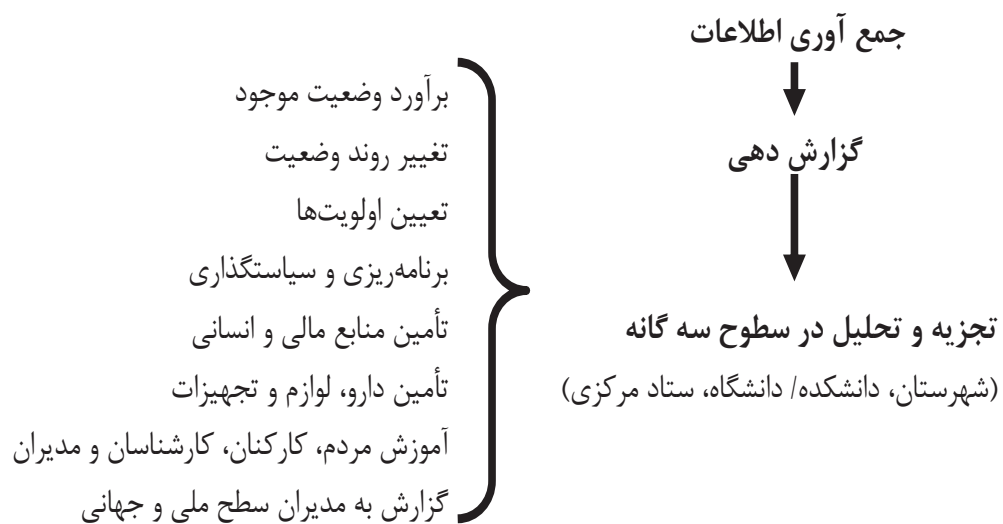 جمع آوری اطلاعات
گزارش دهی
تجزیه و تحلیل در سطوح سه گانه
(شهرستان، دانشکده/ دانشگاه، ستاد مرکزی)
برآورد وضعیت موجود
تغییر روند وضعیت
تعیین اولویت‌ها
برنامه‌ریزی و سیاستگذاری
تأمین منابع مالی و انسانی
تأمین دارو، لوازم و تجهیزات
آموزش مردم، کارکنان، کارشناسان و مدیران
گزارش به مدیران سطح ملی و جهانی